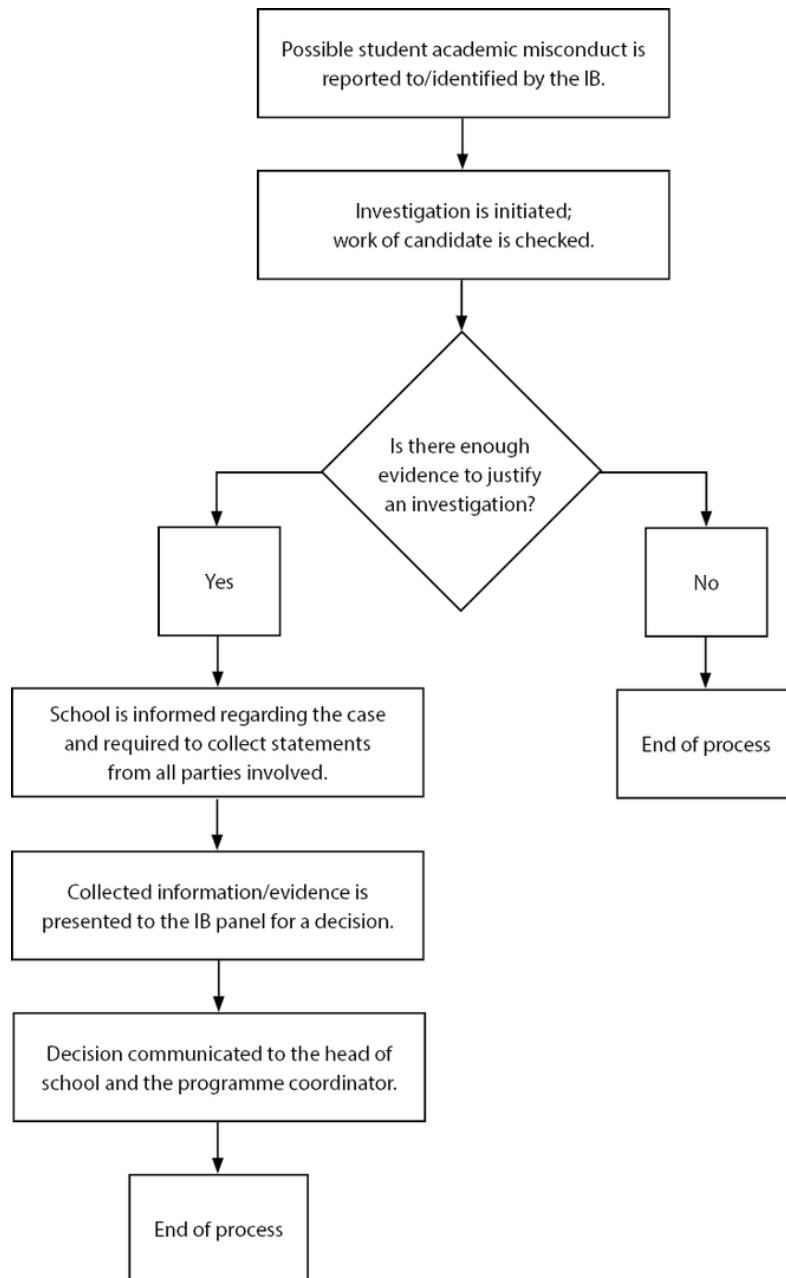 Possible student academic misconduct is
reported to/identified by the IB.
Investigation is initiated;
work of candidate is checked.
Is there enough
evidence to justify
an investigation?
Yes
No
School is informed regarding the case
and required to collect statements
from all parties involved.
End of process
Collected information/evidence is
presented to the IB panel for a decision.
Decision communicated to the head of
school and the programme coordinator.
End of process